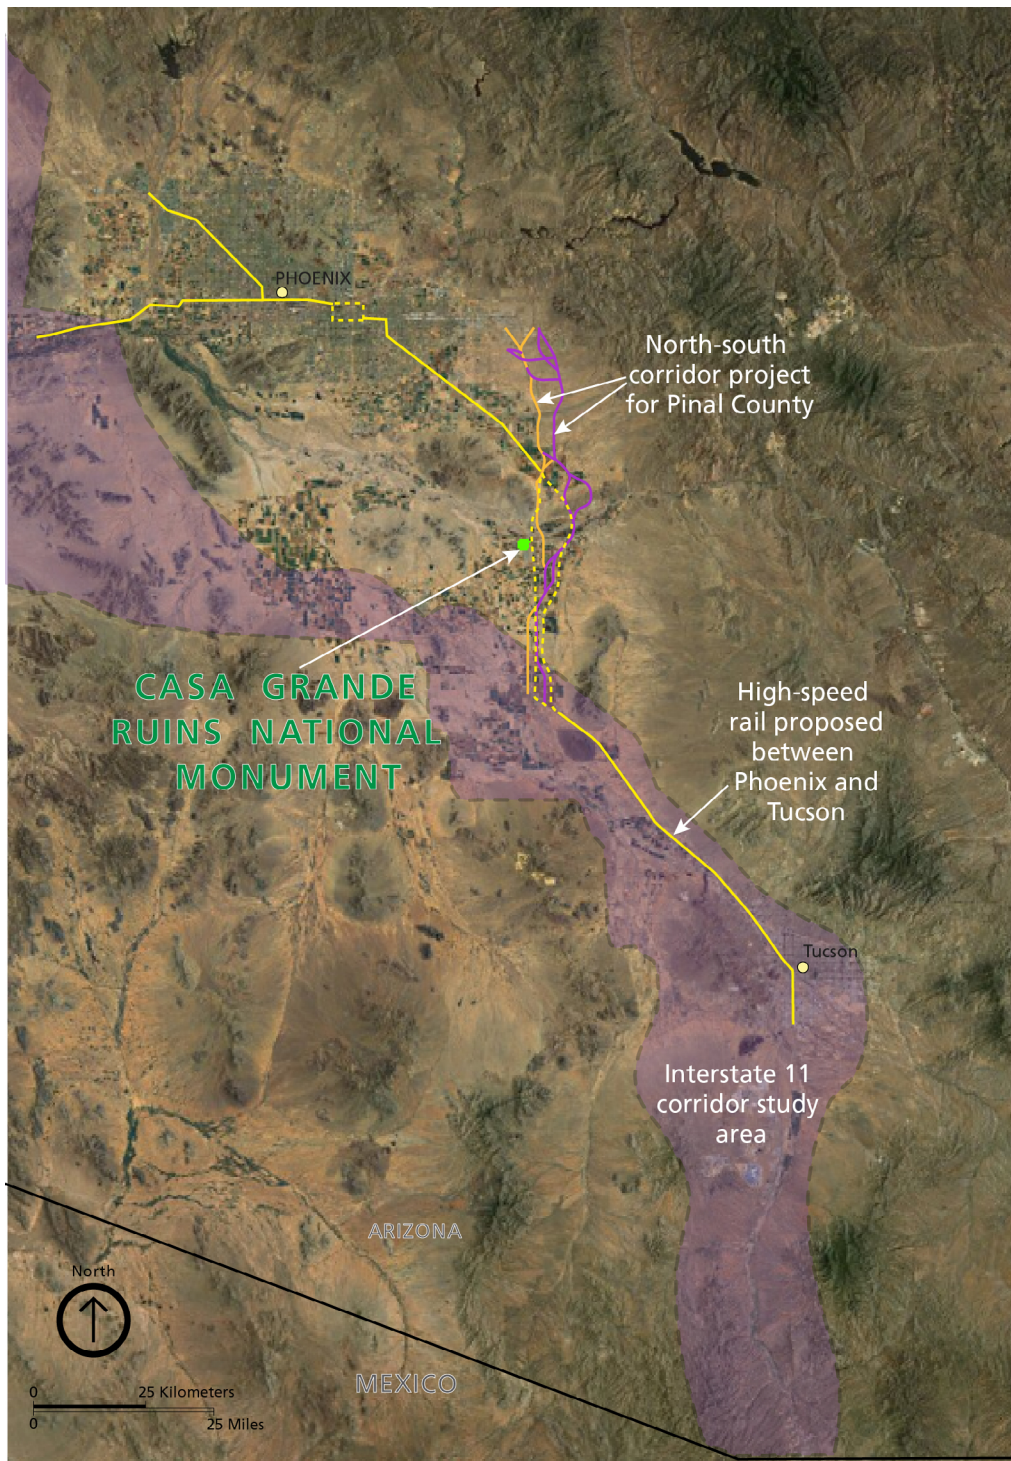 PHOENIX
North-south
corridor project
for Pinal County
CASA GRANDE
RUINS NATIONAL
MONUMENT
High-speed
rail proposed
between
Phoenix and
Tucson
Tucson
Interstate 11
corridor study
area
ARIZONA
North
MEXICO
0 25 Kilometers
0 25 Miles